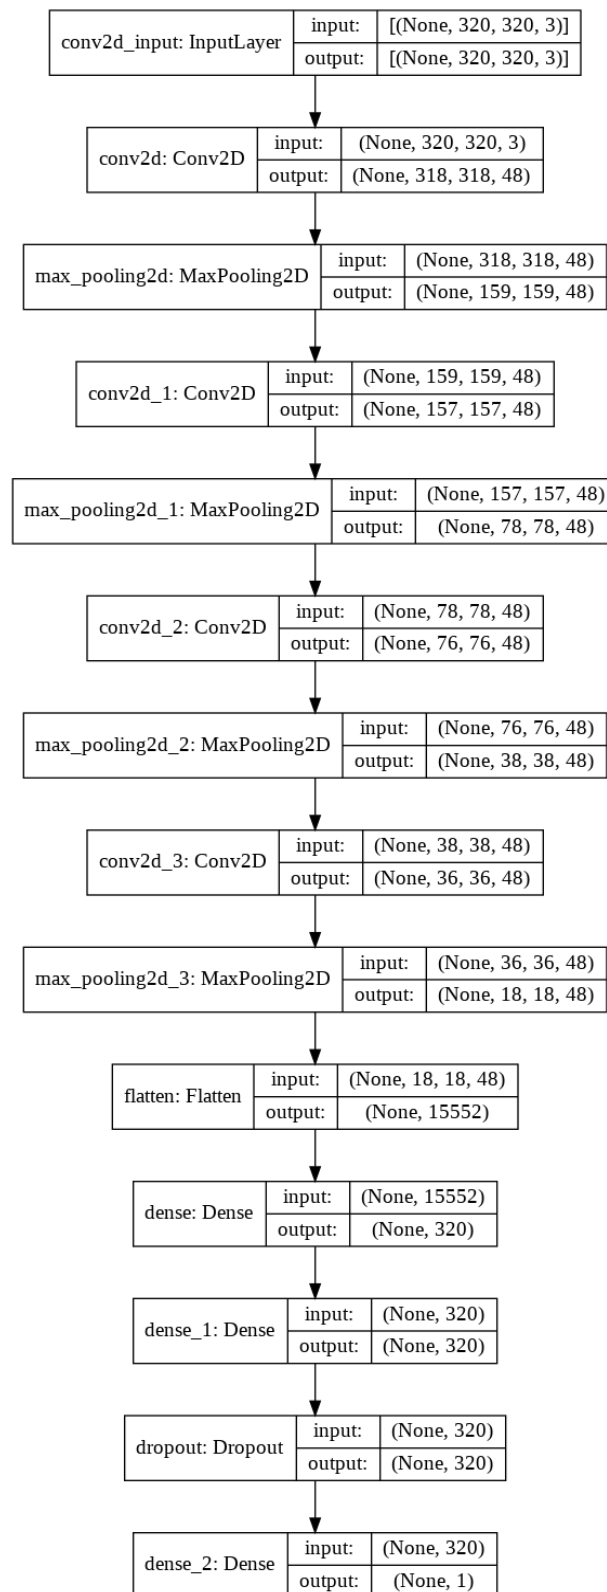 conv2d_input: InputLayer
input: [(None, 320, 320, 3)]
output: [(None, 320, 320, 3)]
conv2d: Conv2D
input: (None, 320, 320, 3)
output: (None, 318, 318, 48)
max_pooling2d: MaxPooling2D
input: (None, 318, 318, 48)
output: (None, 159, 159, 48)
conv2d_1: Conv2D
input: (None, 159, 159, 48)
output: (None, 157, 157, 48)
max_pooling2d_1: MaxPooling2D
input: (None, 157, 157, 48)
output: (None, 78, 78, 48)
conv2d_2: Conv2D
input: (None, 78, 78, 48)
output: (None, 76, 76, 48)
max_pooling2d_2: MaxPooling2D
input: (None, 76, 76, 48)
output: (None, 38, 38, 48)
conv2d_3: Conv2D
input: (None, 38, 38, 48)
output: (None, 36, 36, 48)
max_pooling2d_3: MaxPooling2D
input: (None, 36, 36, 48)
output: (None, 18, 18, 48)
flatten: Flatten
input: (None, 18, 18, 48)
output: (None, 15552)
dense: Dense
input: (None, 15552)
output: (None, 320)
dense_1: Dense
input: (None, 320)
output: (None, 320)
dropout: Dropout
input: (None, 320)
output: (None, 320)
dense_2: Dense
input: (None, 320)
output: (None, 1)